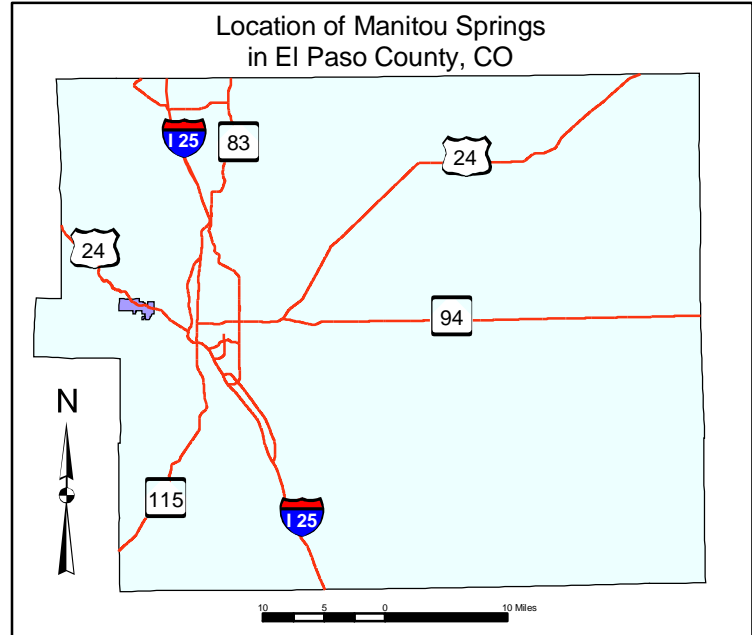 Location of Manitou Springs
in El Paso County, CO
I 25
83
24
24
94
N
115
I 25
10 5 0 10 Miles